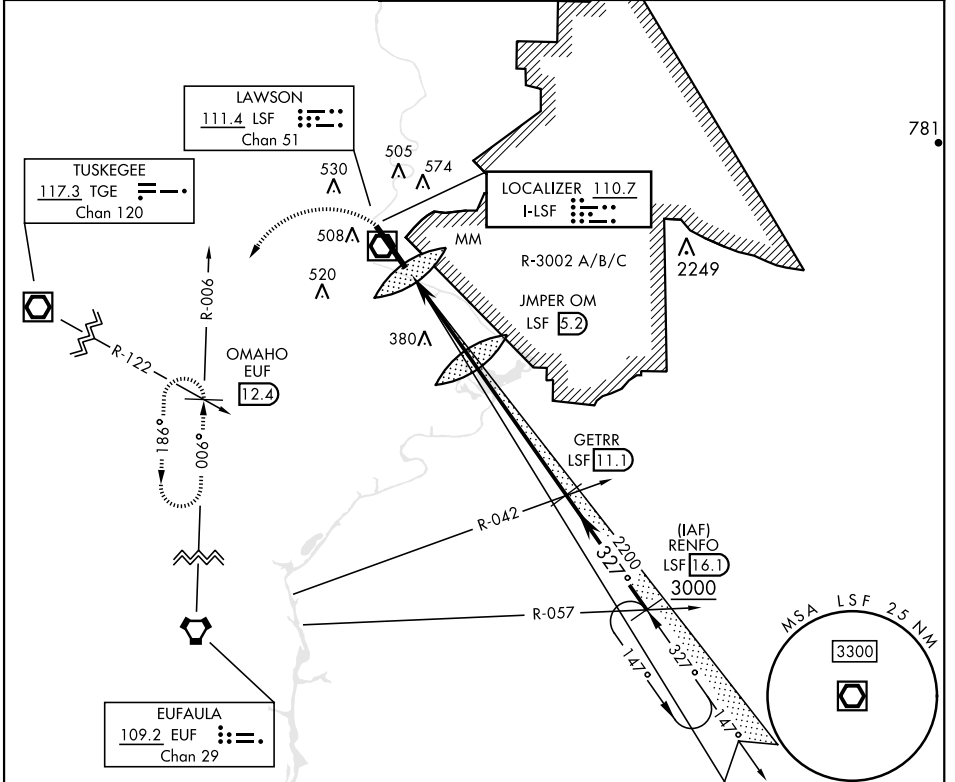 LAWSON
111.4 LSF
Chan 51
TUSKEGEE
117.3 TGE
Chan 120
530
505
574
781
LOCALIZER 110.7
I-LSF
508
MM
R-3002 A/B/C
2249
520
JMPER OM
LSF 5.2
380
R-006
R-122
OMAHO
EUF
12.4
186°
006°
GETRR
LSF 11.1
R-042
2200
327°
(IAF)
RENFO
LSF 16.1
3000
R-057
147°
327°
147°
MSA LSF 25 NM
3300
EUFAULA
109.2 EUF
Chan 29